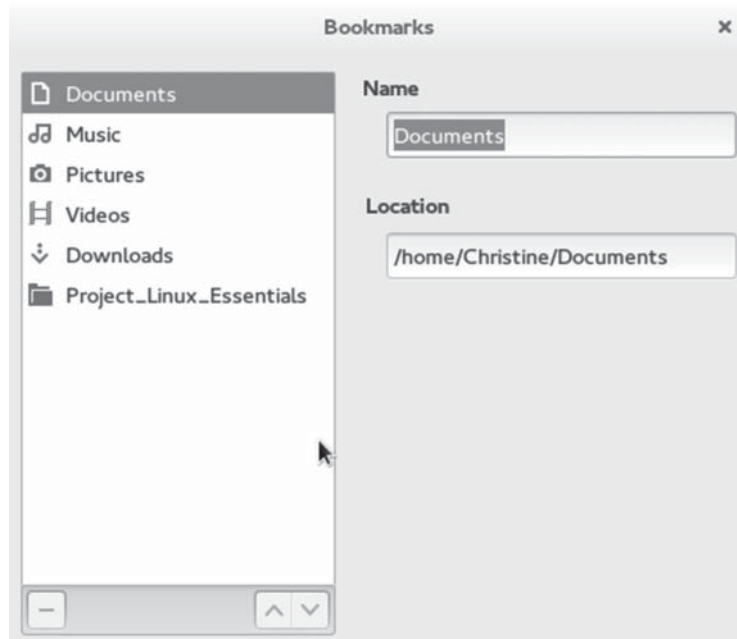 Bookmarks
Documents
Music
Pictures
Videos
Downloads
Project_Linux_Essentials
Name
Documents
Location
/home/Christine/Documents